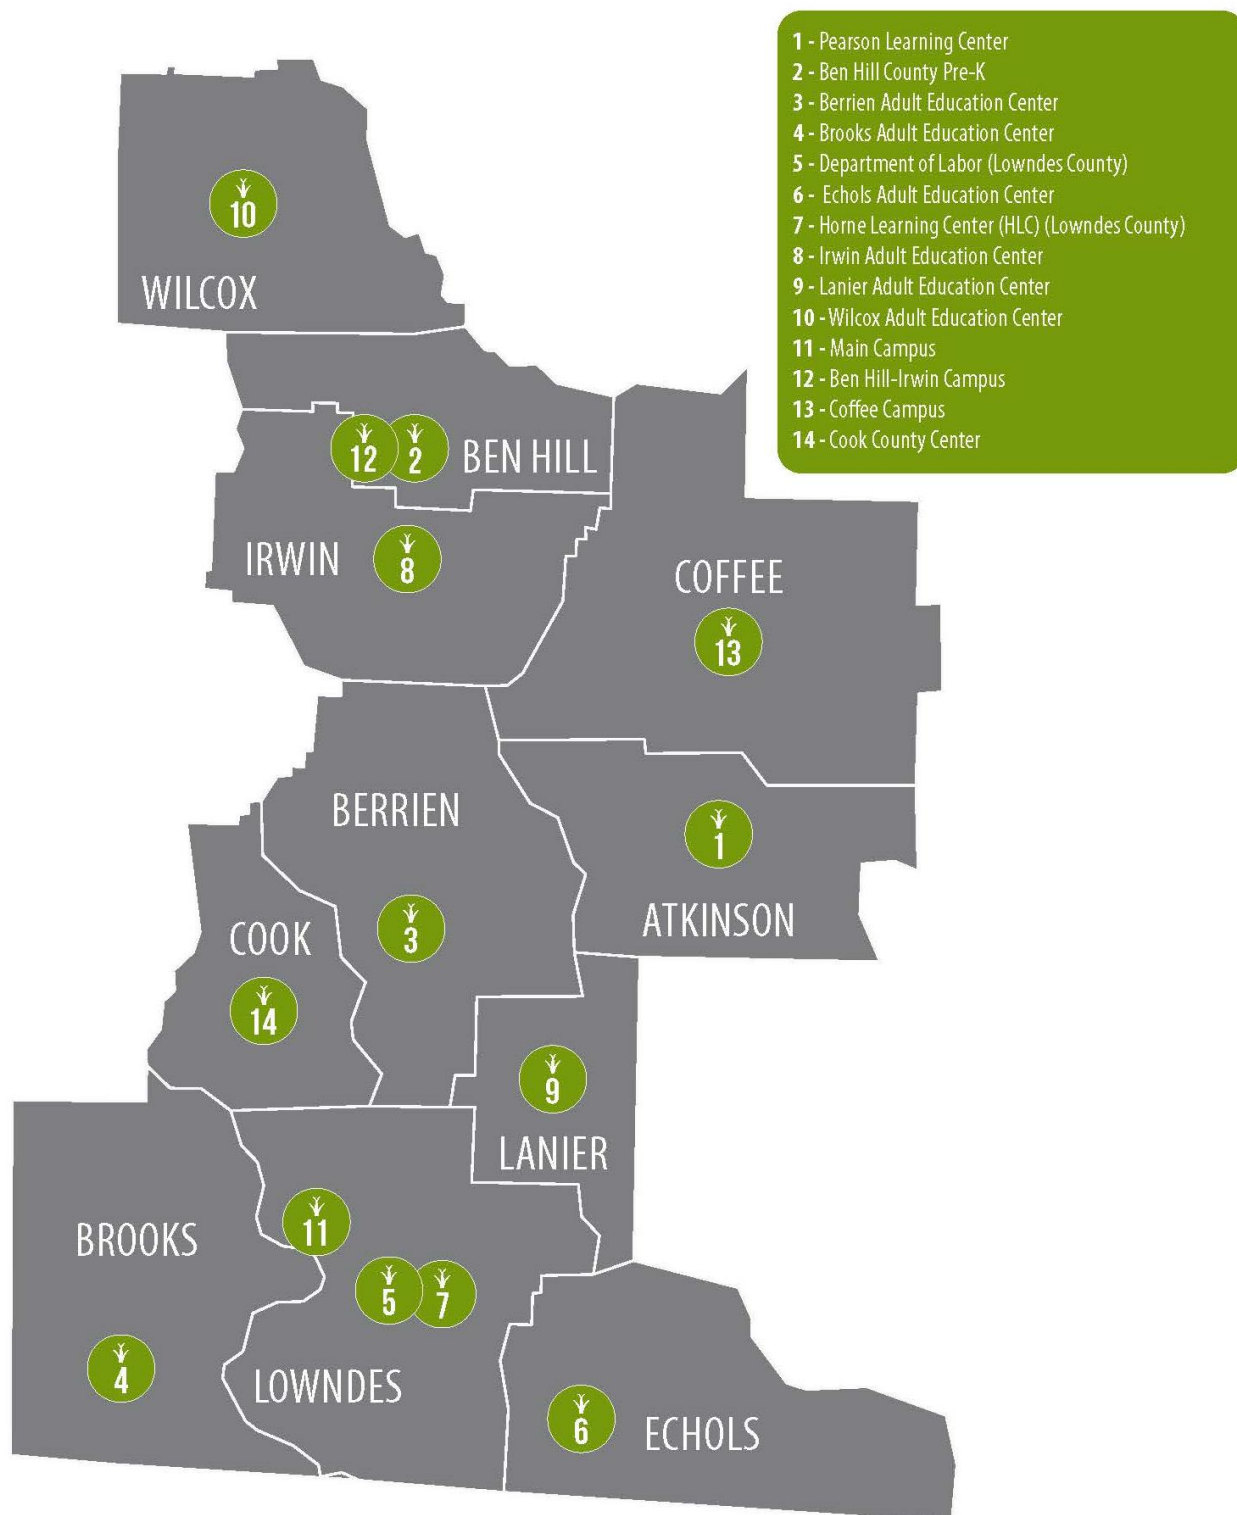 1 - Pearson Learning Center
2 - Ben Hill County Pre-K
3 - Berrien Adult Education Center
4 - Brooks Adult Education Center
5 - Department of Labor (Lowndes County)
6 - Echols Adult Education Center
7 - Horne Learning Center (HLC) (Lowndes County)
8 - Irwin Adult Education Center
9 - Lanier Adult Education Center
10 - Wilcox Adult Education Center
11 - Main Campus
12 - Ben Hill-Irwin Campus
13 - Coffee Campus
14 - Cook County Center
10
WILCOX
12
2
BEN HILL
IRWIN
8
COFFEE
13
BERRIEN
1
ATKINSON
3
COOK
14
9
LANIER
11
BROOKS
5
7
4
LOWNDES
6
ECHOLS